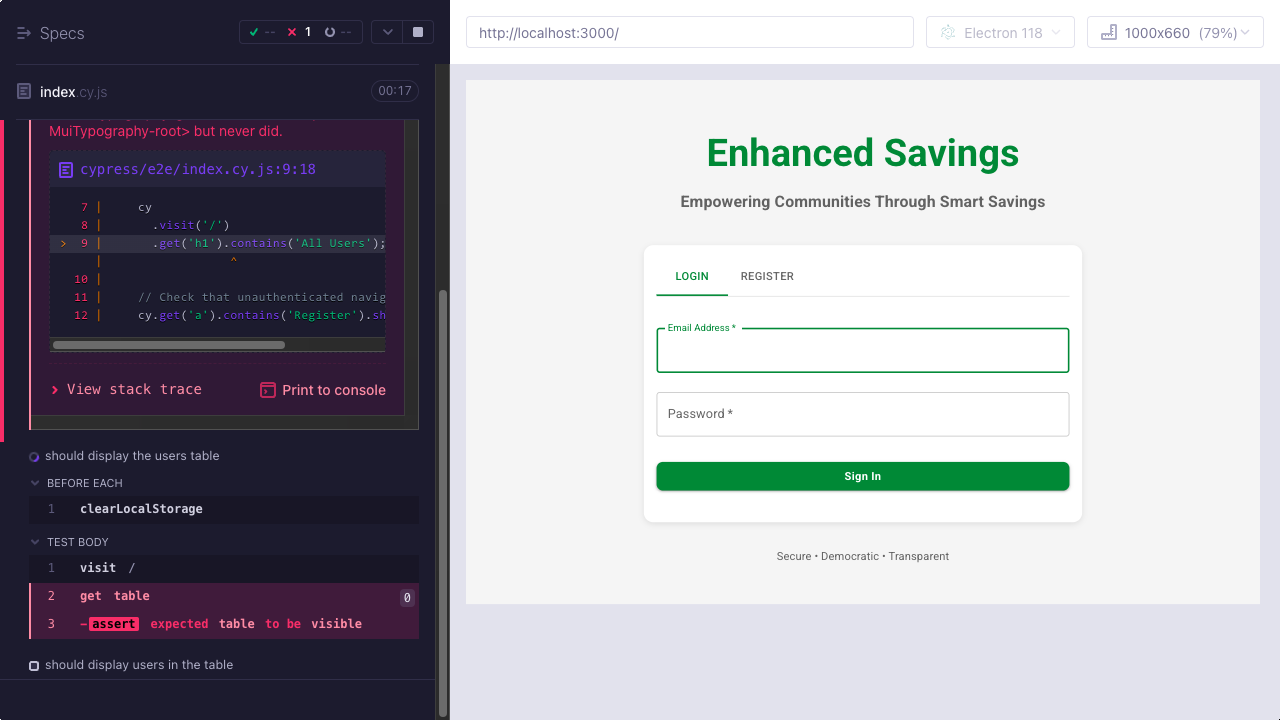 Specs
-- 1 --
index.cy.js 00:17
MuiTypography-root> but never did.
cypress/e2e/index.cy.js:9:18
7 | cy
8 | .visit('/')
> 9 | .get('h1').contains('All Users');
| ^
10 |
11 | // Check that unauthenticated navig
12 | cy.get('a').contains('Register').sh
View stack trace
Print to console
should display the users table
BEFORE EACH
1 clearLocalStorage
TEST BODY
1 visit /
2 get table 0
3 -assert expected table to be visible
should display users in the table
http://localhost:3000/
Electron 118
1000x660 (79%)
Enhanced Savings
Empowering Communities Through Smart Savings
LOGIN REGISTER
Email Address *
Password *
Sign In
Secure • Democratic • Transparent